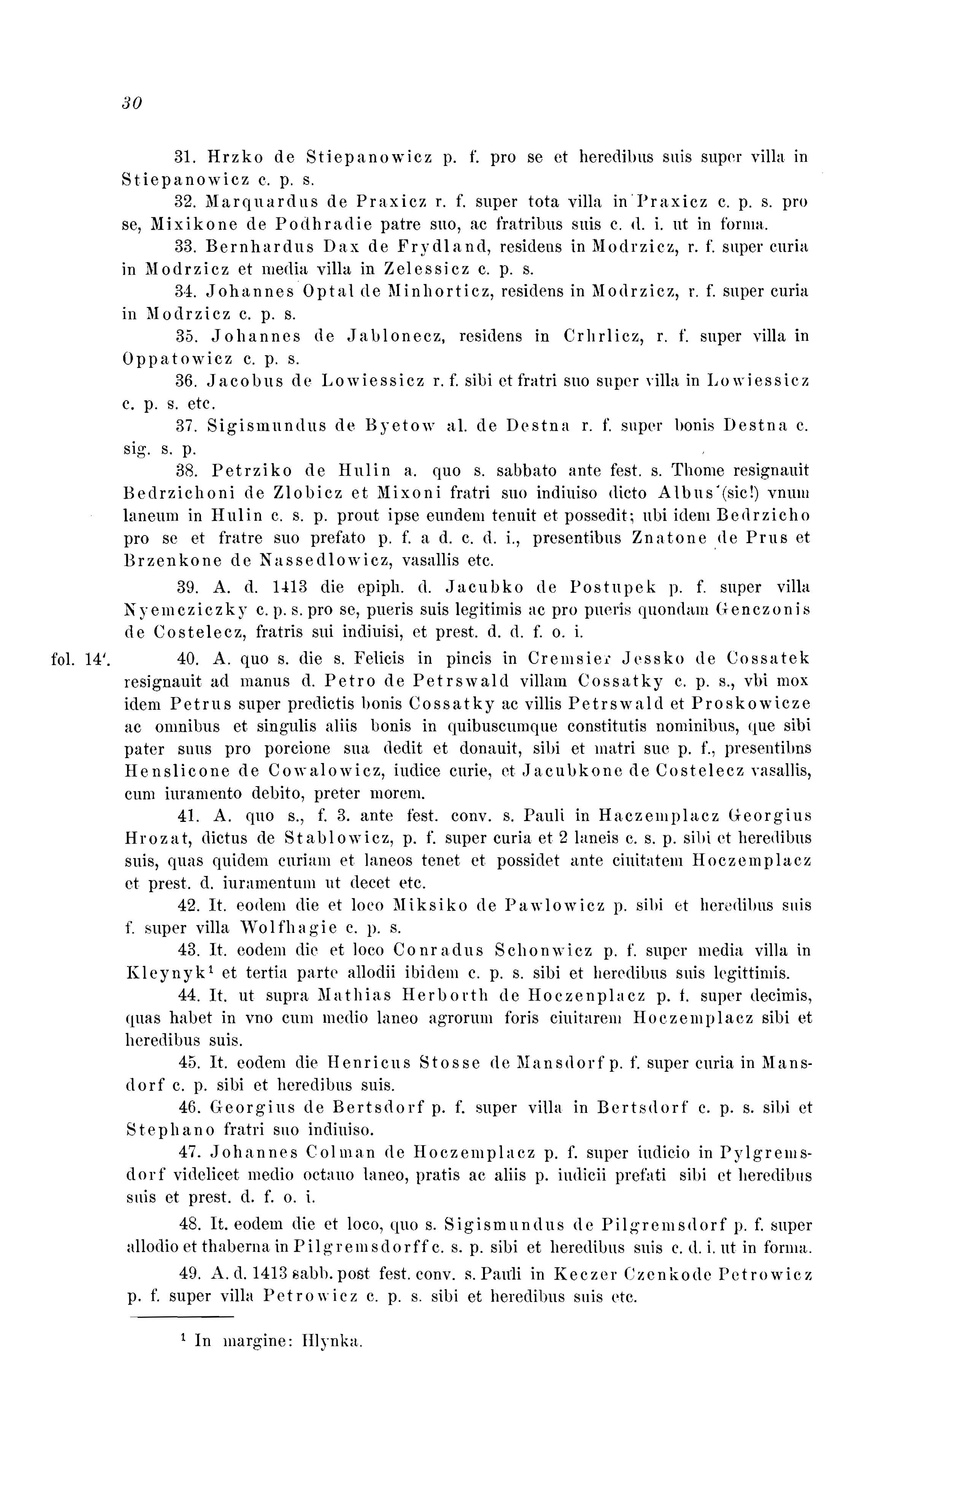 30
31. Hrzko de Stiepanowicz p. f. pro se et heredibus suis super villa in
Stiepanowicz c. p. s.
32. Marquardus de Praxicz r. f. super tota villa in Praxicz c. p. s. pro
se, Mixikone de Podhradie patre suo, ac fratribus suis c. d. i. ut in forma.
33. Bernhardus Dax de Frydland, residens in Modrzicz, r. f. super curia
in Modrzicz et media villa in Zelessicz c. p. s.
34. Johannes Optal de Minhorticz, residens in Modrzicz, r. f. super curia
in Modrzicz c. p. s.
35. Johannes de Jablonecz, residens in Crhrlicz, r. f. super villa in
Oppatowicz c. p. s.
36. Jacobus de Lowiessicz r. f. sibi et fratri suo super villa in Lowiessicz
c. p. s. etc.
37. Sigismundus de Byetow al. de Destna r. f. super bonis Destna c.
sig. s. p.
38. Petrziko de Hulin a. quo s. sabbato ante fest. s. Thome resignauit
Bedrzichoni de Zlobicz et Mixoni fratri suo indiuiso dicto Albus (sic!) vnum
laneum in Hulin c. s. p. prout ipse eundem tenuit et possedit; ubi idem Bedrzicho
pro se et fratre suo prefato p. f. a d. c. d. i., presentibus Znatone de Prus et
Brzenkone de Nassedlowicz, vasallis etc.
39. A. d. 1413 die epiph. d. Jacubko de Postupek p. f. super villa
Nyemcziczky c. p. s. pro se, pueris suis legitimis ac pro pueris quondam Genczonis
de Costelecz, fratris sui indiuisi, et prest. d. d. f. o. i.
fol. 14'. 40. A. quo s. die s. Felicis in pincis in Cremsier Jessko de Cossatek
resignauit ad manus d. Petro de Petrswald villam Cossatky c. p. s., vbi mox
idem Petrus super predictis bonis Cossatky ac villis Petrswald et Proskowicze
ac omnibus et singulis aliis bonis in quibuscumque constitutis nominibus, que sibi
pater suus pro porcione sua dedit et donauit, sibi et matri sue p. f., presentibns
Henslicone de Cowalowicz, iudice curie, et Jacubkone de Costelecz vasallis,
cum iuramento debito, preter morem.
41. A. quo s., f. 3. ante fest. conv. s. Pauli in Haczemplacz Georgius
Hrozat, dictus de Stablowicz, p. f. super curia et 2 laneis c. s. p. sibi et heredibus
suis, quas quidem curiam et laneos tenet et possidet ante ciuitatem Hoczemplacz
et prest. d. iuramentum ut decet etc.
42. It. eodem die et loco Miksiko de Pawlowicz p. sibi et heredibus suis
f. super villa Wolfhagie c. p. s.
43. It. eodem die et loco Conradus Schonwicz p. f. super media villa in
Kleynyk¹ et tertia parte allodii ibidem c. p. s. sibi et heredibus suis legittimis.
44. It. ut supra Mathias Herborth de Hoczenplacz p. f. super decimis,
quas habet in vno cum medio laneo agrorum foris ciuitarem Hoczemplacz sibi et
heredibus suis.
45. It. eodem die Henricus Stosse de Mansdorf p. f. super curia in Mans-
dorf c. p. sibi et heredibus suis.
46. Georgius de Bertsdorf p. f. super villa in Bertsdorf c. p. s. sibi et
Stephano fratri suo indiuiso.
47. Johannes Colman de Hoczemplacz p. f. super iudicio in Pylgrems-
dorf videlicet medio octauo laneo, pratis ac aliis p. iudicii prefati sibi et heredibus
suis et prest. d. f. o. i.
48. It. eodem die et loco, quo s. Sigismundus de Pilgremsdorf p. f. super
allodio et thaberna in Pilgremsdorff c. s. p. sibi et heredibus suis c. d. i. ut in forma.
49. A. d. 1413 sabb. post fest. conv. s. Pauli in Keczer Czenkode Petrowicz
p. f. super villa Petrowicz c. p. s. sibi et heredibus suis etc.
¹ In margine: Hlynka.